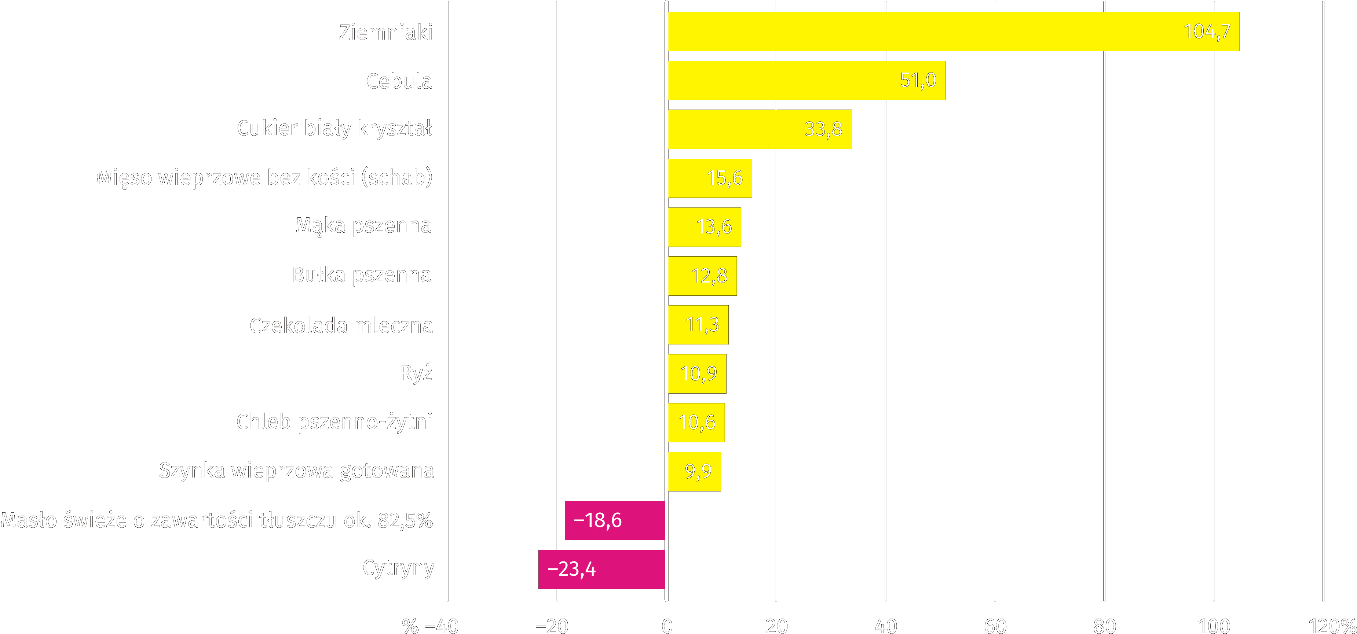 Ziemniaki 104,7
Cebula 51,0
Cukier biały kryształ 33,8
Mięso wieprzowe bez kości (schab) 15,6
Mąka pszenna 13,6
Bułka pszenna 12,8
Czekolada mleczna 11,3
Ryż 10,9
Chleb pszenno-żytni 10,6
Szynka wieprzowa gotowana 9,9
Masło świeże o zawartości tłuszczu ok. 82,5% –18,6
Cytryny –23,4
% –40 –20 0 20 40 60 80 100 120%